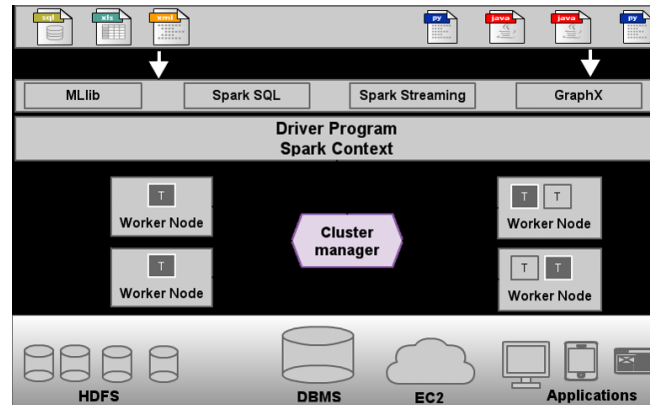 sql xls xml py java java py
MLlib Spark SQL Spark Streaming GraphX
Driver Program
Spark Context
T T T
Worker Node Worker Node
Cluster
manager
T T T
Worker Node Worker Node
HDFS DBMS EC2 Applications